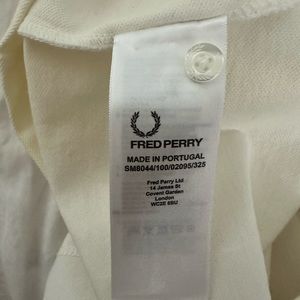 FRED PERRY
MADE IN PORTUGAL
SM8044/100/02095/325
Fred Perry Ltd
14 James St
Covent Garden
London
WC2E 8BU